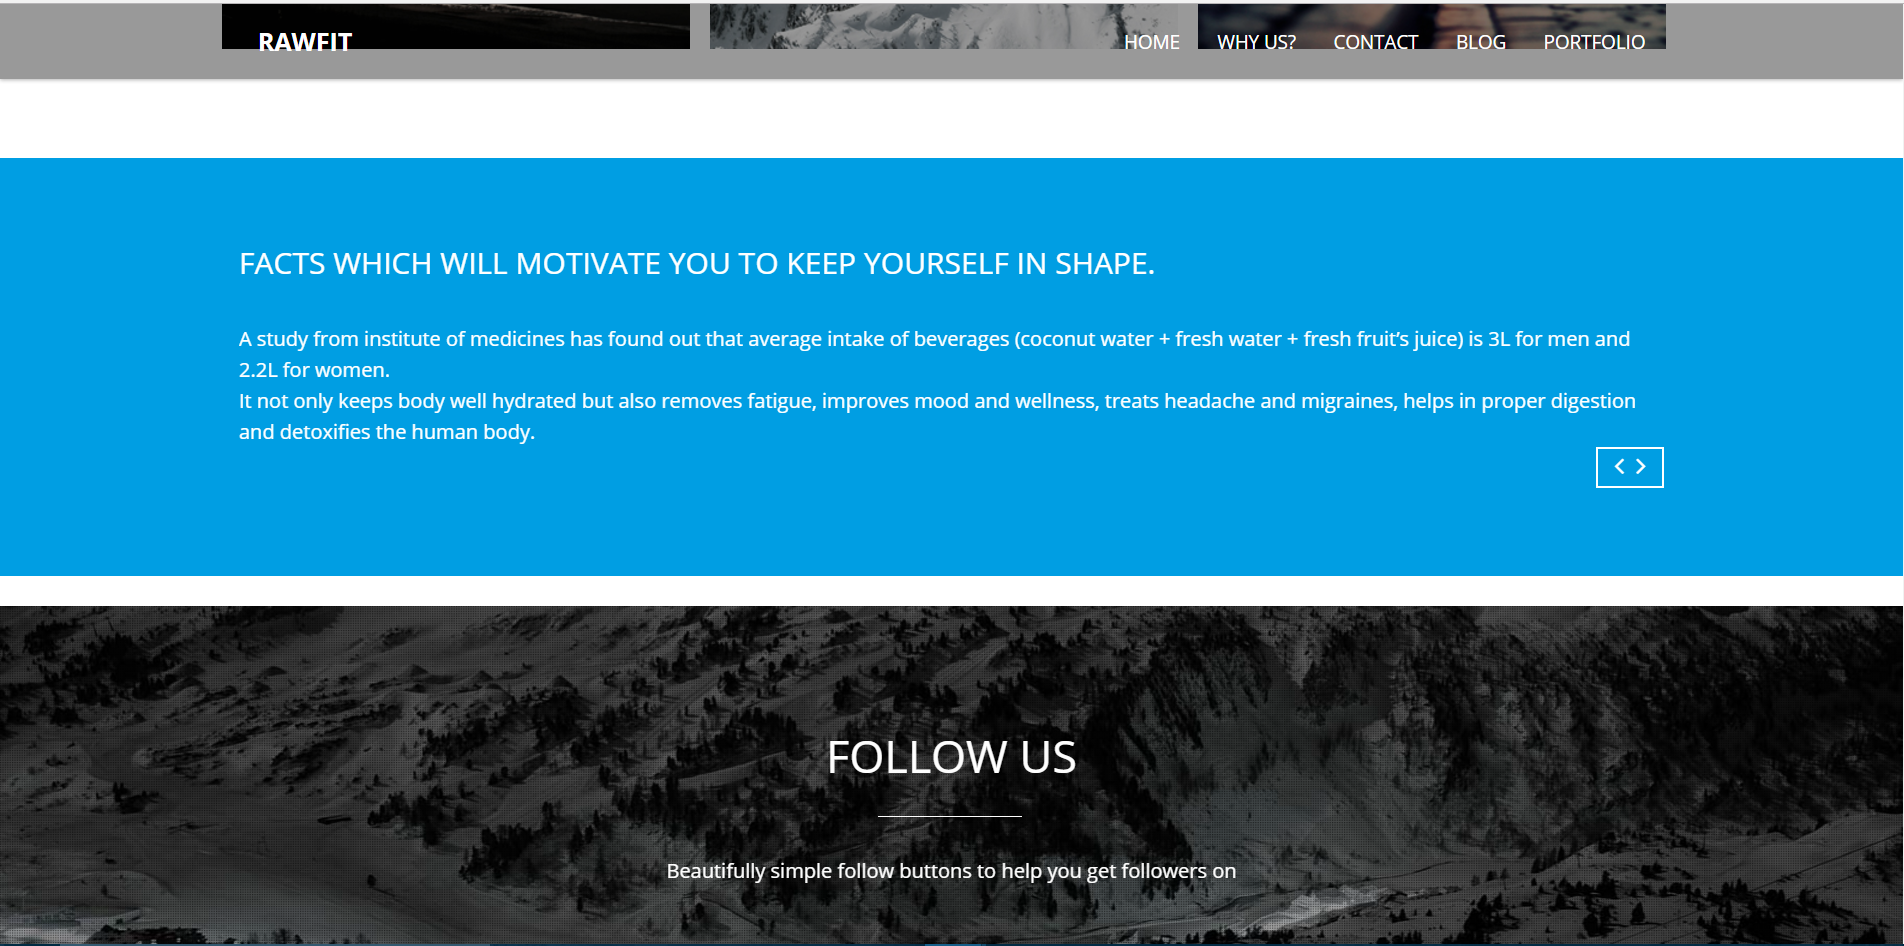 RAWFIT HOME WHY US? CONTACT BLOG PORTFOLIO
FACTS WHICH WILL MOTIVATE YOU TO KEEP YOURSELF IN SHAPE.
A study from institute of medicines has found out that average intake of beverages (coconut water + fresh water + fresh fruit’s juice) is 3L for men and
2.2L for women.
It not only keeps body well hydrated but also removes fatigue, improves mood and wellness, treats headache and migraines, helps in proper digestion
and detoxifies the human body.
FOLLOW US
Beautifully simple follow buttons to help you get followers on